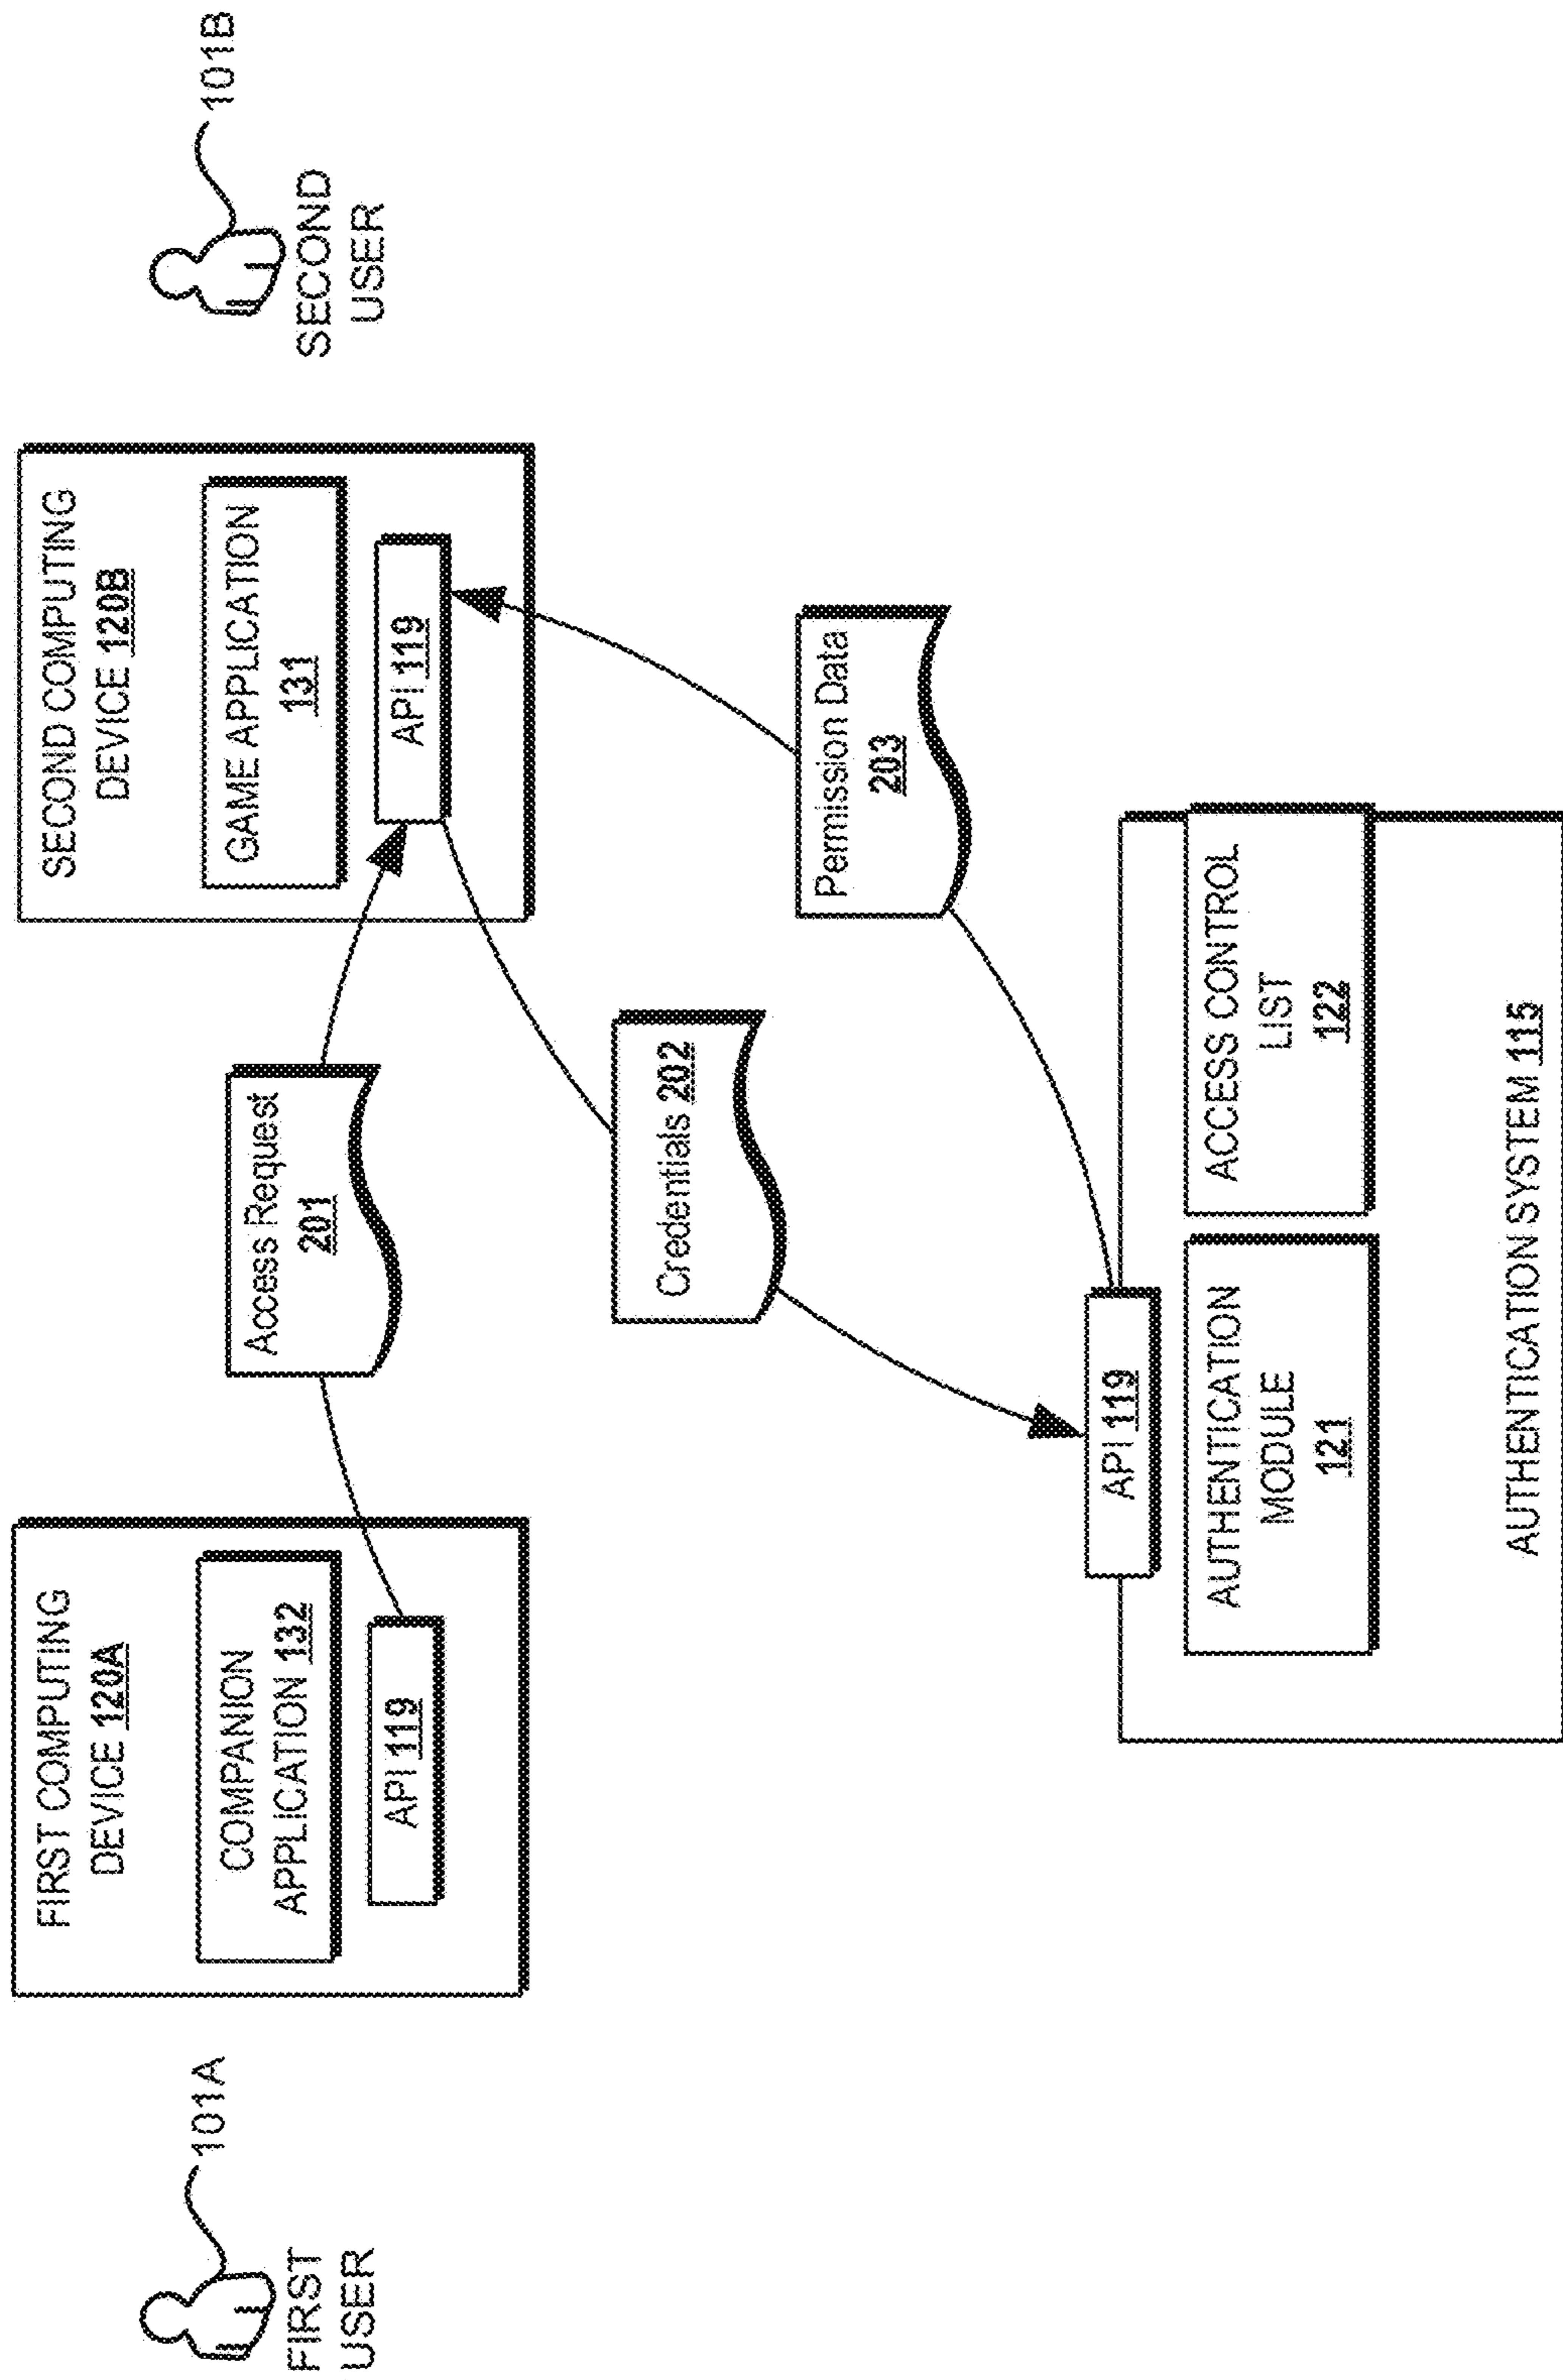 101A
FIRST
USER
FIRST COMPUTING
DEVICE 120A
COMPANION
APPLICATION 132
API 119
Access Request
201
SECOND COMPUTING
DEVICE 120B
GAME APPLICATION
131
API 119
101B
SECOND
USER
Credentials 202
Permission Data
203
API 119
AUTHENTICATION
MODULE
121
ACCESS CONTROL
LIST
122
AUTHENTICATION SYSTEM 115